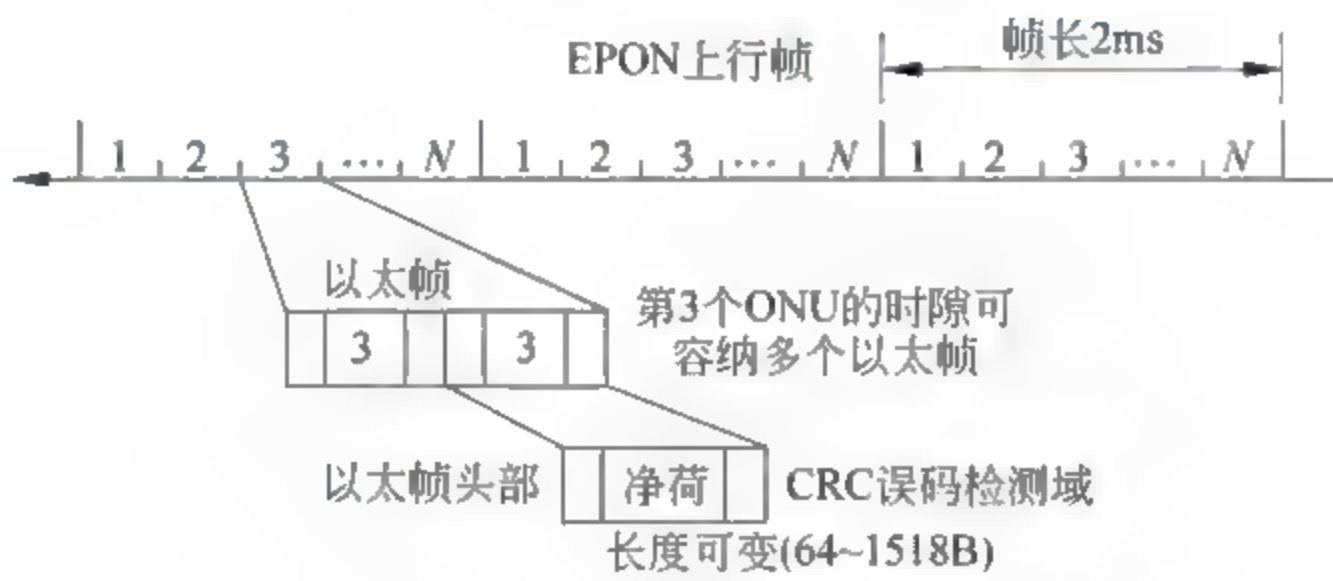 EPON上行帧
帧长2ms
1 2 3 … N 1 2 3 … N 1 2 3 … N
以太帧
3 3
第3个ONU的时隙可
容纳多个以太帧
以太帧头部 净荷 CRC误码检测域
长度可变(64~1518B)